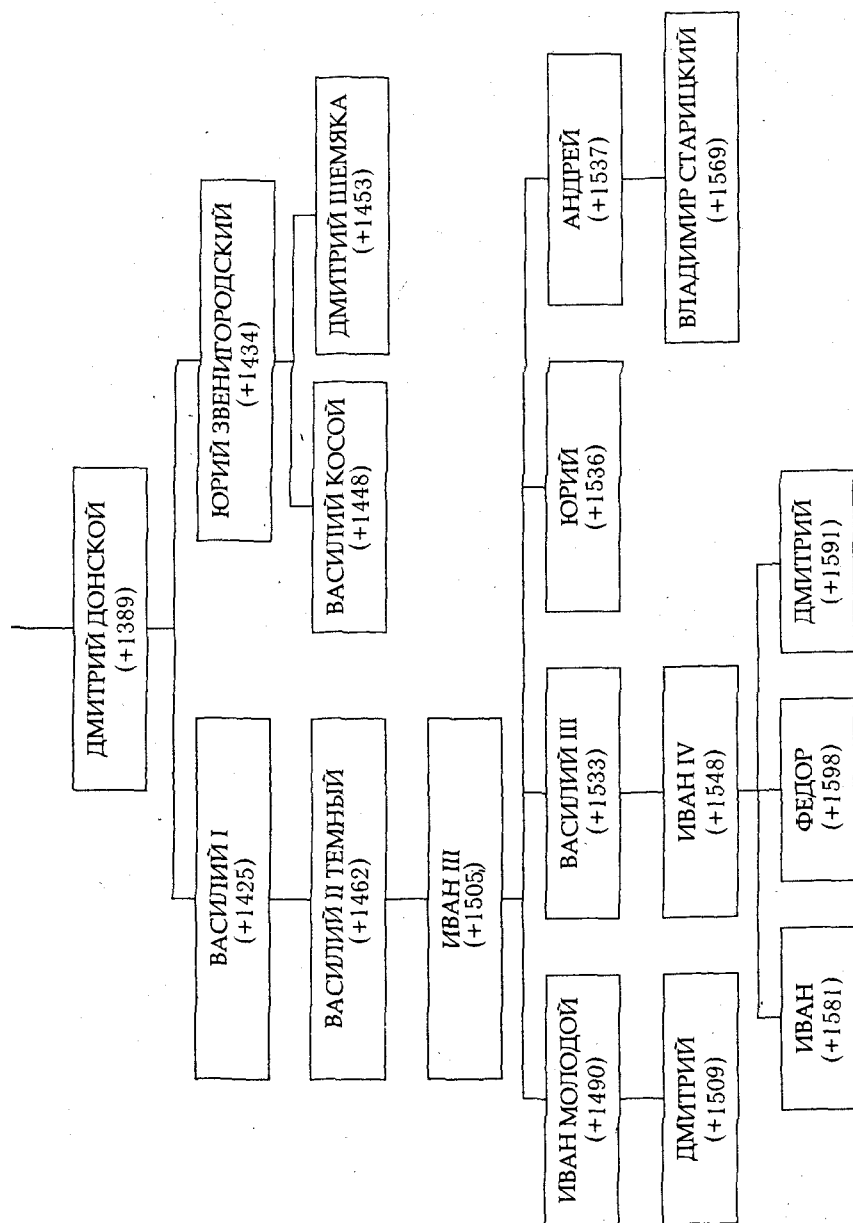 ДМИТРИЙ ДОНСКОЙ
(+1389)
ВАСИЛИЙ I
(+1425)
ЮРИЙ ЗВЕНИГОРОДСКИЙ
(+1434)
ВАСИЛИЙ II ТЕМНЫЙ
(+1462)
ВАСИЛИЙ КОСОЙ
(+1448)
ДМИТРИЙ ШЕМЯКА
(+1453)
ИВАН III
(+1505)
ИВАН МОЛОДОЙ
(+1490)
ВАСИЛИЙ III
(+1533)
ЮРИЙ
(+1536)
АНДРЕЙ
(+1537)
ДМИТРИЙ
(+1509)
ИВАН IV
(+1548)
ВЛАДИМИР СТАРИЦКИЙ
(+1569)
ИВАН
(+1581)
ФЕДОР
(+1598)
ДМИТРИЙ
(+1591)